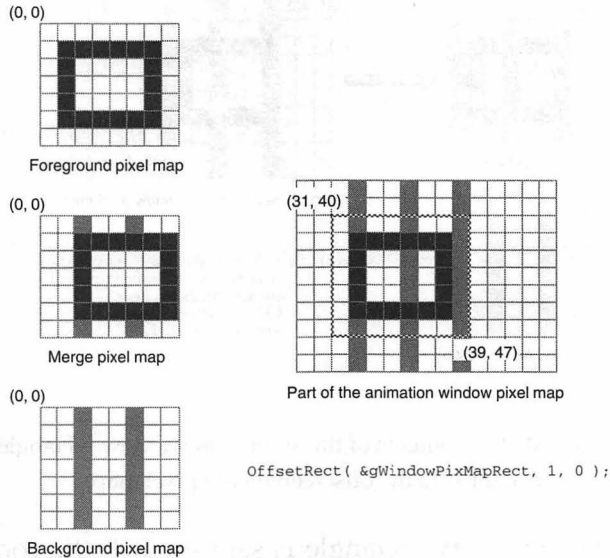 (0, 0)
Foreground pixel map
(0, 0)
(31, 40)
Merge pixel map
(39, 47)
Part of the animation window pixel map
(0, 0)
OffsetRect( &gWindowPixMapRect, 1, 0 );
Background pixel map